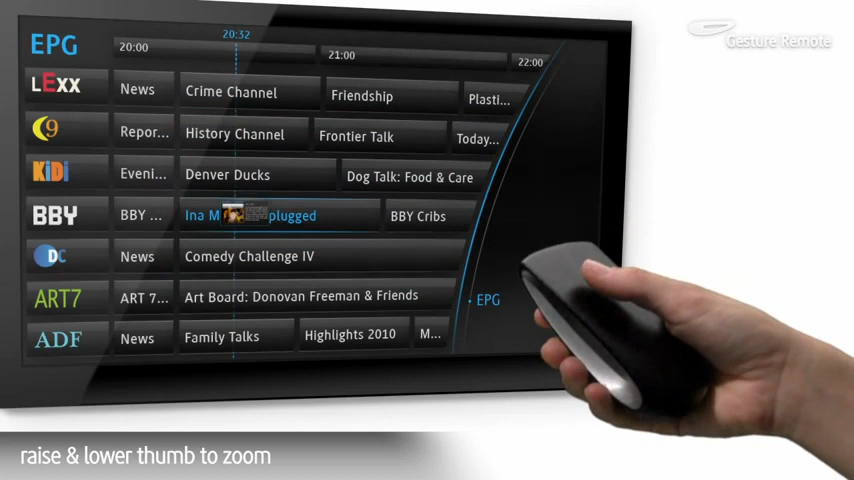 Gesture Remote
EPG
20:32
20:00
21:00
22:00
LEXX
News
Crime Channel
Friendship
Plasti...
9
Repor...
History Channel
Frontier Talk
Today...
KiDi
Eveni...
Denver Ducks
Dog Talk: Food & Care
BBY
BBY ...
Ina M
plugged
BBY Cribs
DC
News
Comedy Challenge IV
ART7
ART 7...
Art Board: Donovan Freeman & Friends
EPG
ADF
News
Family Talks
Highlights 2010
M...
raise & lower thumb to zoom